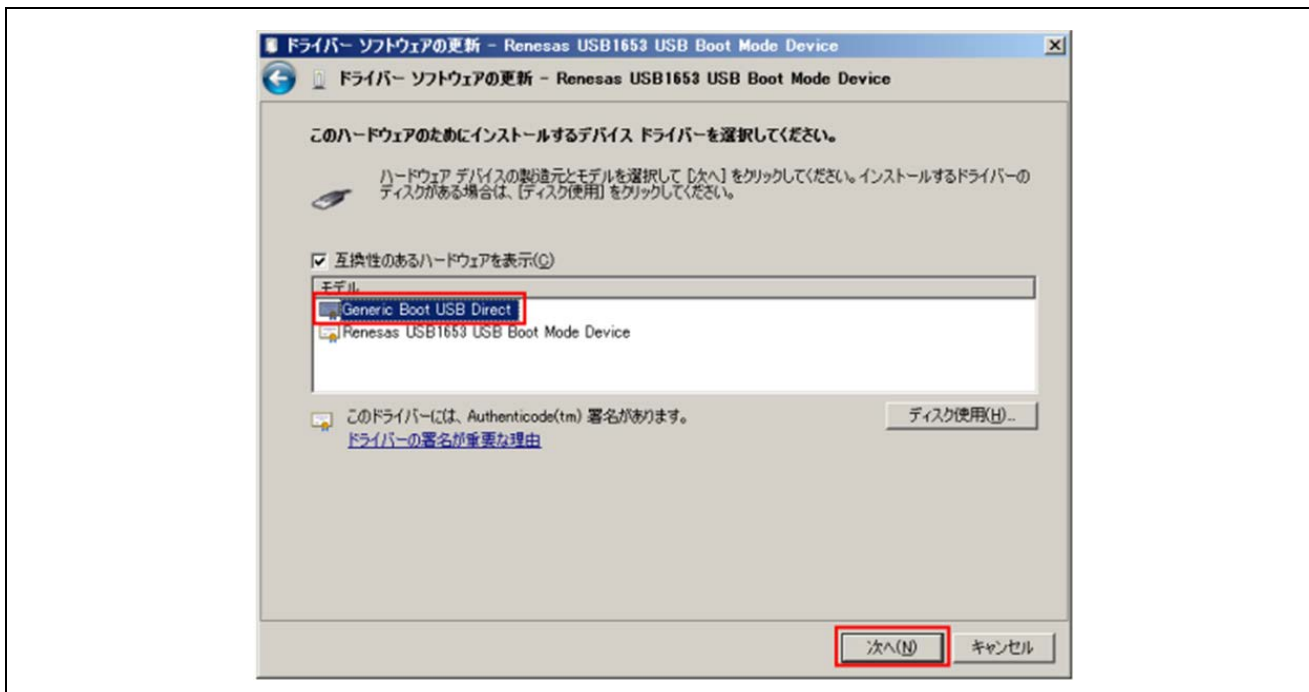 ドライバー ソフトウェアの更新 - Renesas USB1653 USB Boot Mode Device
ドライバー ソフトウェアの更新 - Renesas USB1653 USB Boot Mode Device
このハードウェアのためにインストールするデバイス ドライバーを選択してください。
ハードウェア デバイスの製造元とモデルを選択して [次へ] をクリックしてください。インストールするドライバーの
ディスクがある場合は、[ディスク使用] をクリックしてください。
互換性のあるハードウェアを表示(C)
モデル
Generic Boot USB Direct
Renesas USB1653 USB Boot Mode Device
このドライバーには、Authenticode(tm) 署名があります。
ディスク使用(H)...
ドライバーの署名が重要な理由
次へ(N)
キャンセル